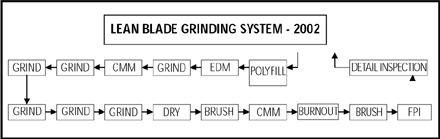 LEAN BLADE GRINDING SYSTEM - 2002
GRIND GRIND CMM GRIND EDM POLYFILL DETAIL INSPECTION
GRIND GRIND GRIND DRY BRUSH CMM BURNOUT BRUSH FPI